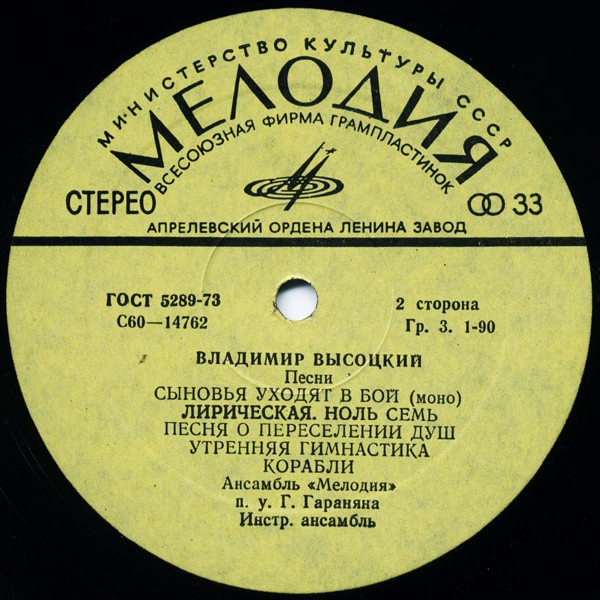 МИНИСТЕРСТВО КУЛЬТУРЫ СССР
МЕЛОДИЯ
ВСЕСОЮЗНАЯ ФИРМА ГРАМПЛАСТИНОК
СТЕРЕО
33
АПРЕЛЕВСКИЙ ОРДЕНА ЛЕНИНА ЗАВОД
ГОСТ 5289-73
С60—14762
2 сторона
Гр. 3. 1-90
ВЛАДИМИР ВЫСОЦКИЙ
Песни
СЫНОВЬЯ УХОДЯТ В БОЙ (моно)
ЛИРИЧЕСКАЯ. НОЛЬ СЕМЬ
ПЕСНЯ О ПЕРЕСЕЛЕНИИ ДУШ
УТРЕННЯЯ ГИМНАСТИКА
КОРАБЛИ
Ансамбль «Мелодия»
п. у. Г. Гараняна
Инстр. ансамбль